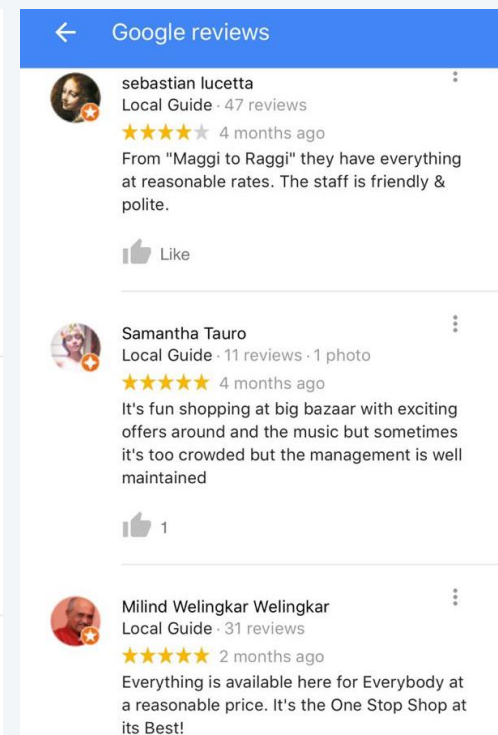 Google reviews
sebastian lucetta
Local Guide · 47 reviews
4 months ago
From "Maggi to Raggi" they have everything
at reasonable rates. The staff is friendly &
polite.
Like
Samantha Tauro
Local Guide · 11 reviews · 1 photo
4 months ago
It's fun shopping at big bazaar with exciting
offers around and the music but sometimes
it's too crowded but the management is well
maintained
1
Milind Welingkar Welingkar
Local Guide · 31 reviews
2 months ago
Everything is available here for Everybody at
a reasonable price. It's the One Stop Shop at
its Best!